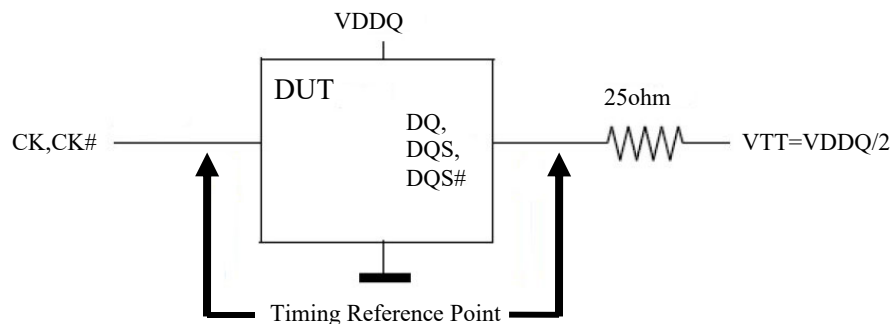 VDDQ
DUT
25ohm
DQ,
CK,CK#
DQS,
VTT=VDDQ/2
DQS#
Timing Reference Point